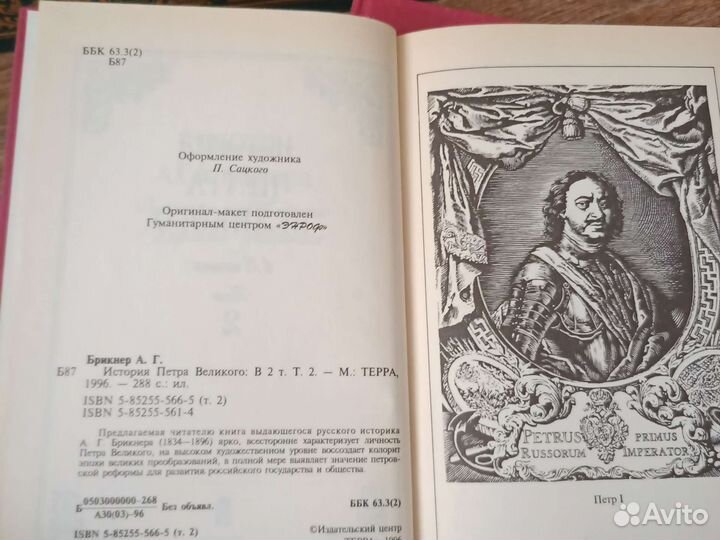 ББК 63.3(2)
Б87
Оформление художника
П. Сацкого
Оригинал-макет подготовлен
Гуманитарным центром «ЭНРОФ»
Брикнер А. Г.
Б87 История Петра Великого: В 2 т. Т. 2. — М.: ТЕРРА,
1996. — 288 с.: ил.
ISBN 5-85255-566-5 (т. 2)
ISBN 5-85255-561-4
Предлагаемая читателю книга выдающегося русского историка
А. Г. Брикнера (1834—1896) ярко, всесторонне характеризует личность
Петра Великого, на высоком художественном уровне воссоздает колорит
эпохи великих преобразований, в полной мере выявляет значение петров-
ской реформы для развития российского государства и общества.
Б 0503000000-268 Без объявл.
А30(03)-96
ББК 63.3(2)
ISBN 5-85255-566-5 (т. 2)
©Издательский центр
«ТЕРРА», 1996
PETRUS PRIMUS
RUSSORUM IMPERATOR
Петр I
Avito